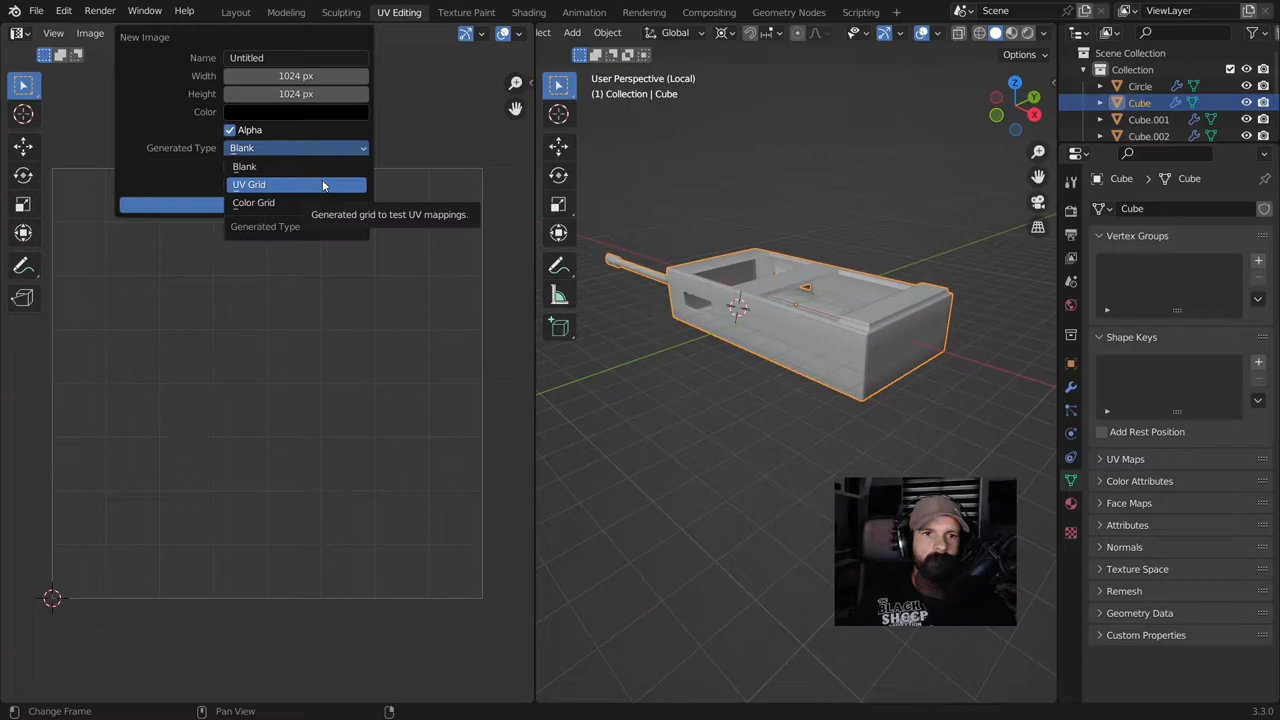 File Edit Render Window Help Layout Modeling Sculpting UV Editing Texture Paint Shading Animation Rendering Compositing Geometry Nodes Scripting Scene ViewLayer
View Image
New Image
Name Untitled
Width 1024 px
Height 1024 px
Color
Alpha
Generated Type Blank
Blank
UV Grid
Color Grid
Generated Type
Generated grid to test UV mappings.
Add Object Global
Options
User Perspective (Local)
(1) Collection | Cube
Z
Y
X
THE
BLACK
SHEEP
Scene Collection
Collection
Circle
Cube
Cube.001
Cube.002
Cube Cube
Cube
Vertex Groups
Shape Keys
Add Rest Position
UV Maps
Color Attributes
Face Maps
Attributes
Normals
Texture Space
Remesh
Geometry Data
Custom Properties
Change Frame Pan View 3.3.0